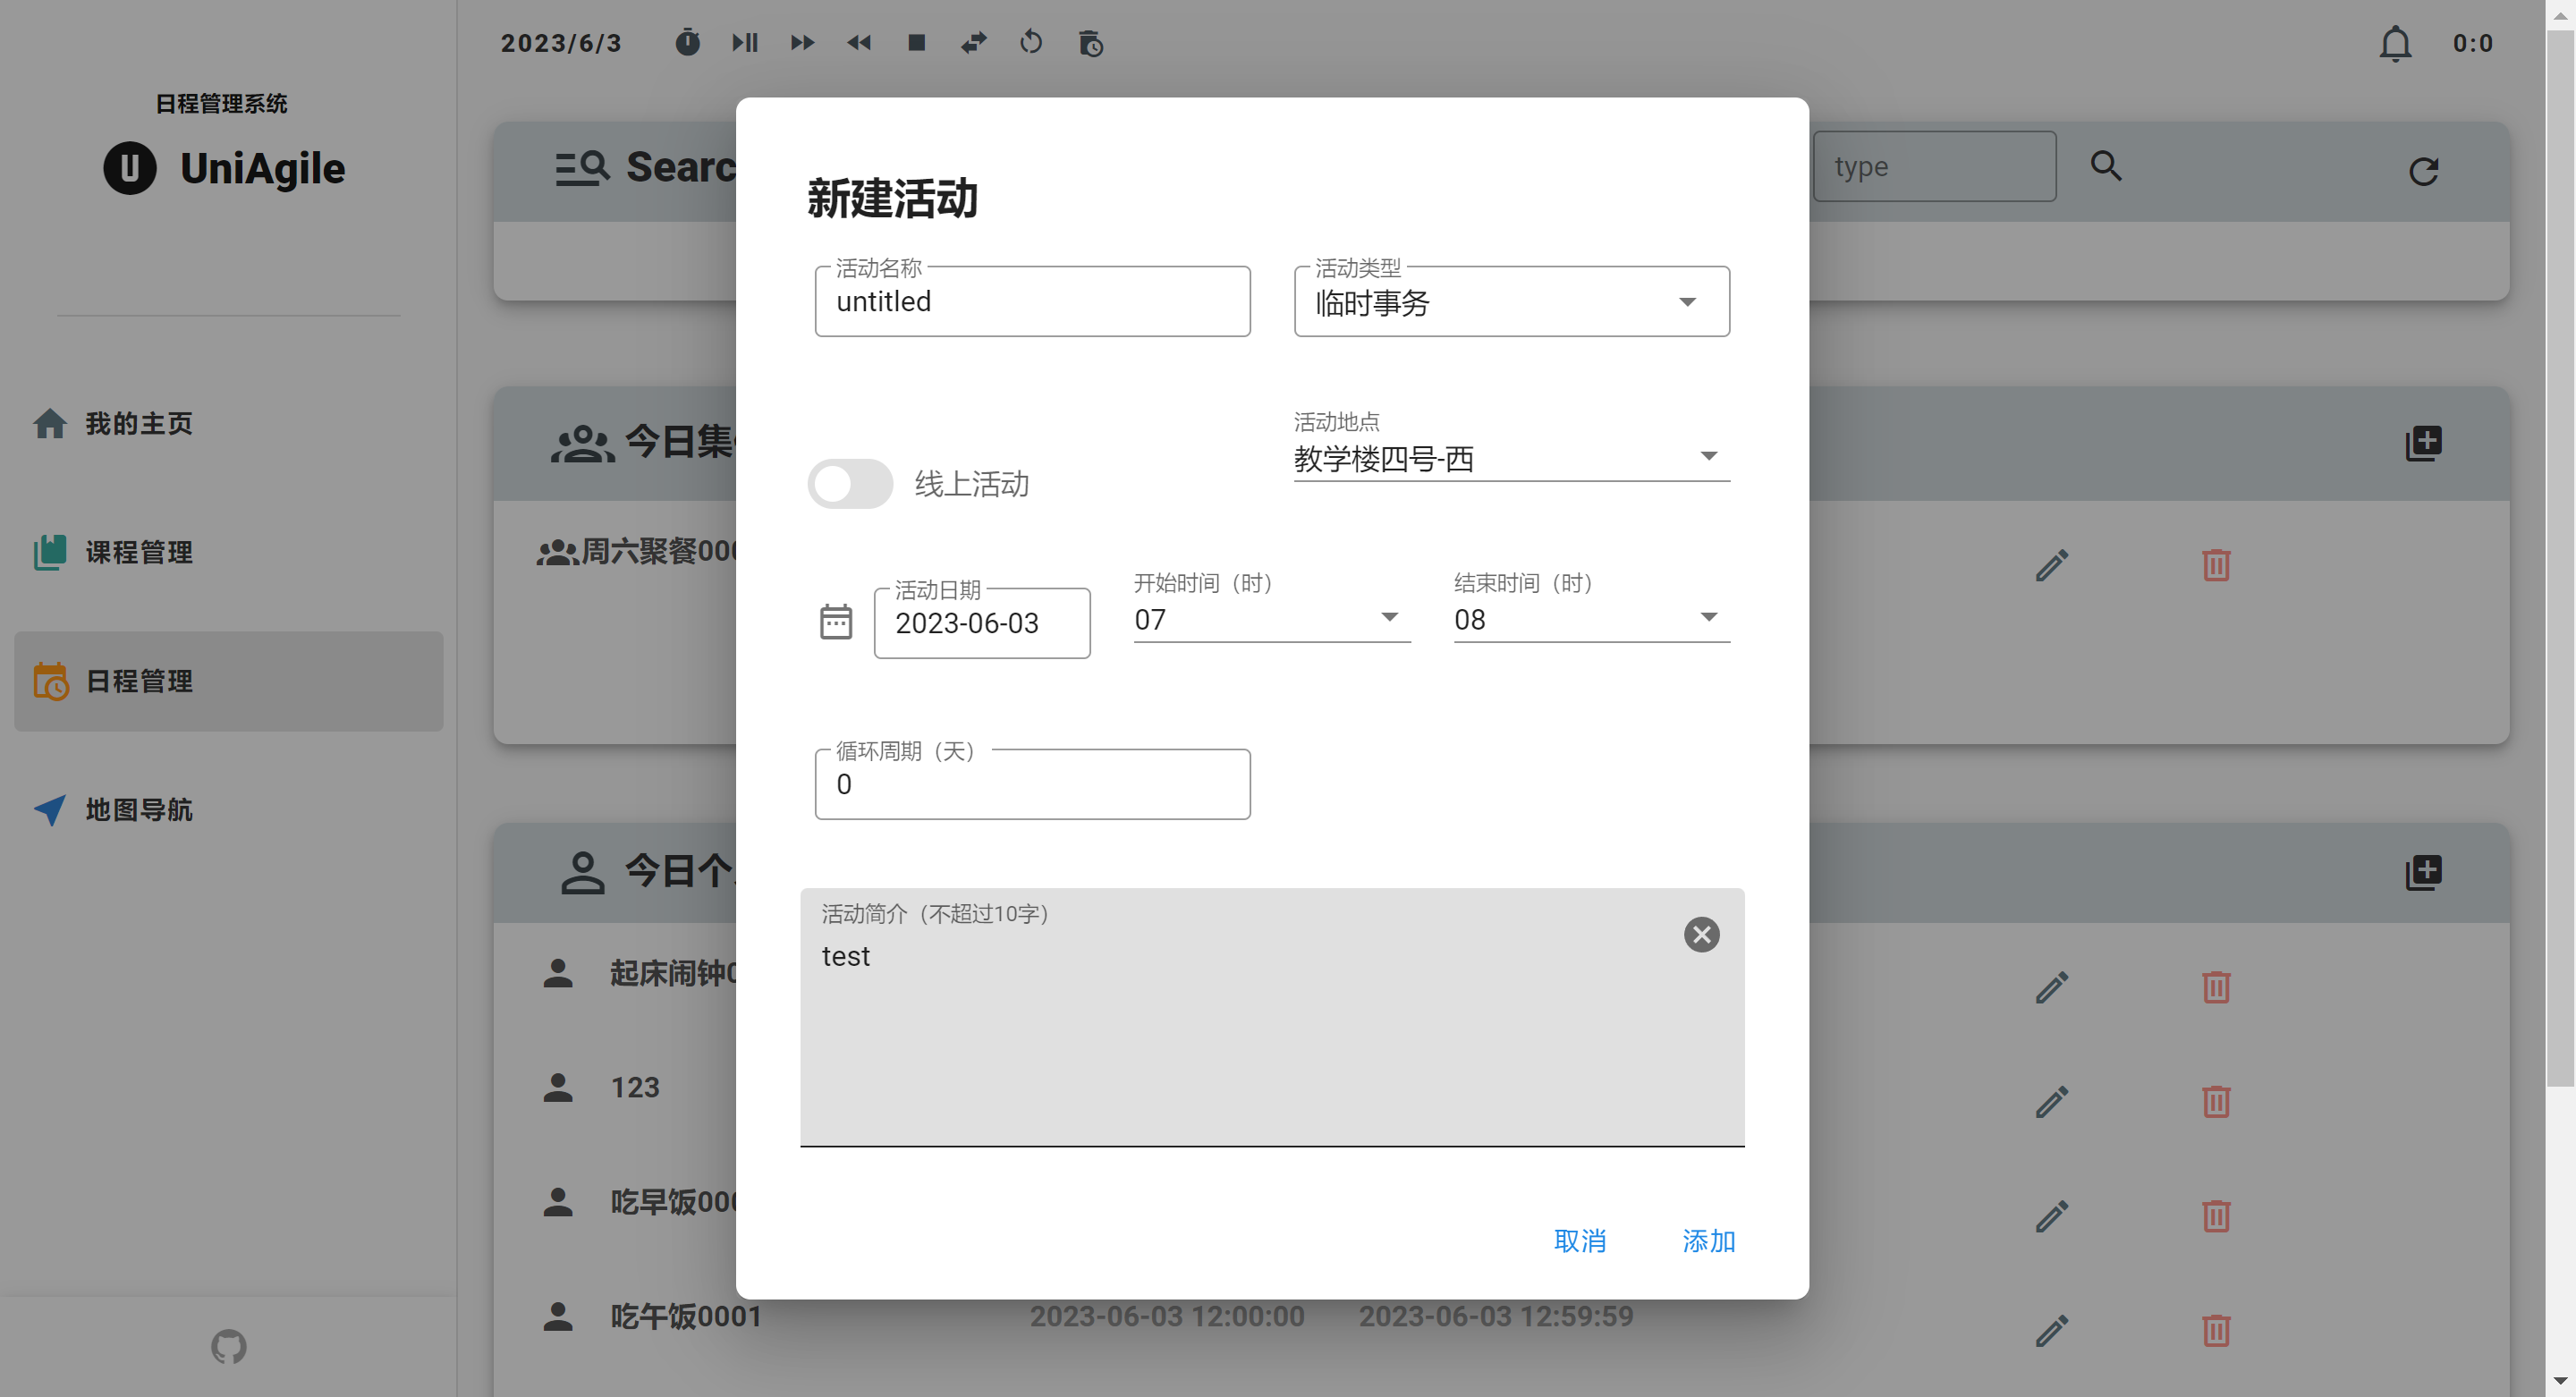 2023/6/3
0:0
日程管理系统
UniAgile
我的主页
课程管理
日程管理
地图导航
Searc
type
今日集
周六聚餐000
今日个
起床闹钟0
123
吃早饭000
吃午饭0001 2023-06-03 12:00:00 2023-06-03 12:59:59
新建活动
活动名称
untitled
活动类型
临时事务
线上活动
活动地点
教学楼四号-西
活动日期
2023-06-03
开始时间（时）
07
结束时间（时）
08
循环周期（天）
0
活动简介（不超过10字）
test
取消
添加